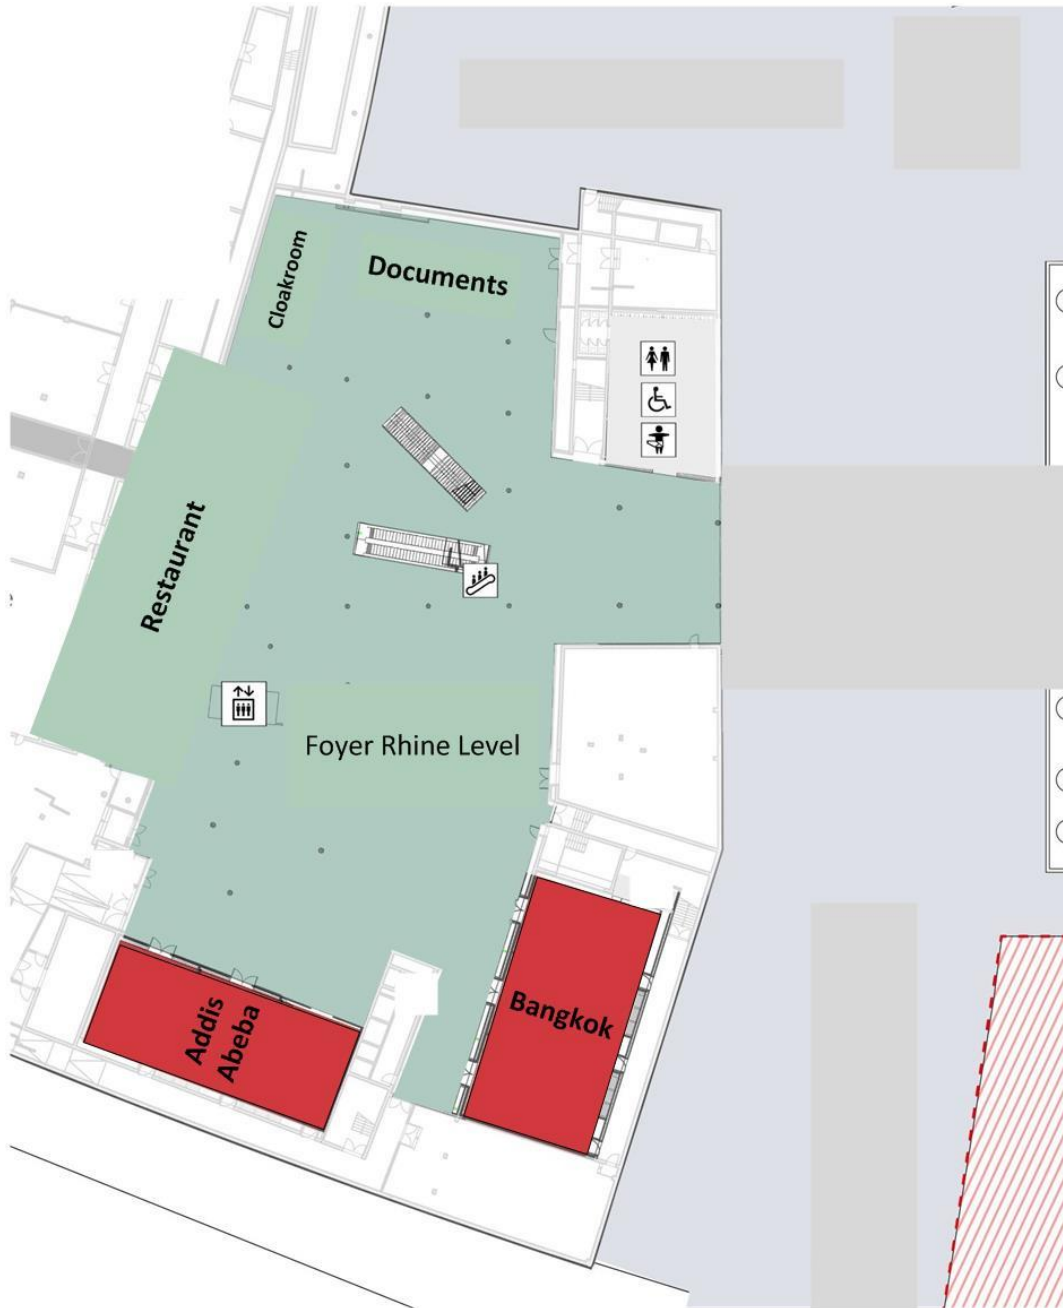 Cloakroom
Documents
Restaurant
Foyer Rhine Level
Addis
Abeba
Bangkok